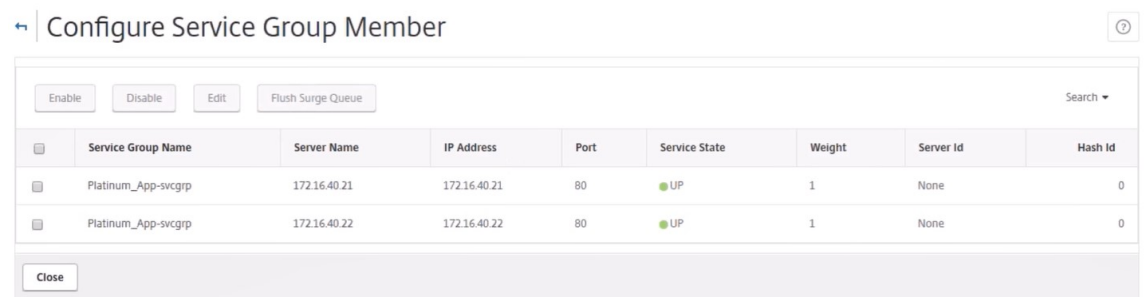 Configure Service Group Member
Enable Disable Edit Flush Surge Queue Search
Service Group Name Server Name IP Address Port Service State Weight Server Id Hash Id
Platinum_App-svcgrp 172.16.40.21 172.16.40.21 80 UP 1 None 0
Platinum_App-svcgrp 172.16.40.22 172.16.40.22 80 UP 1 None 0
Close